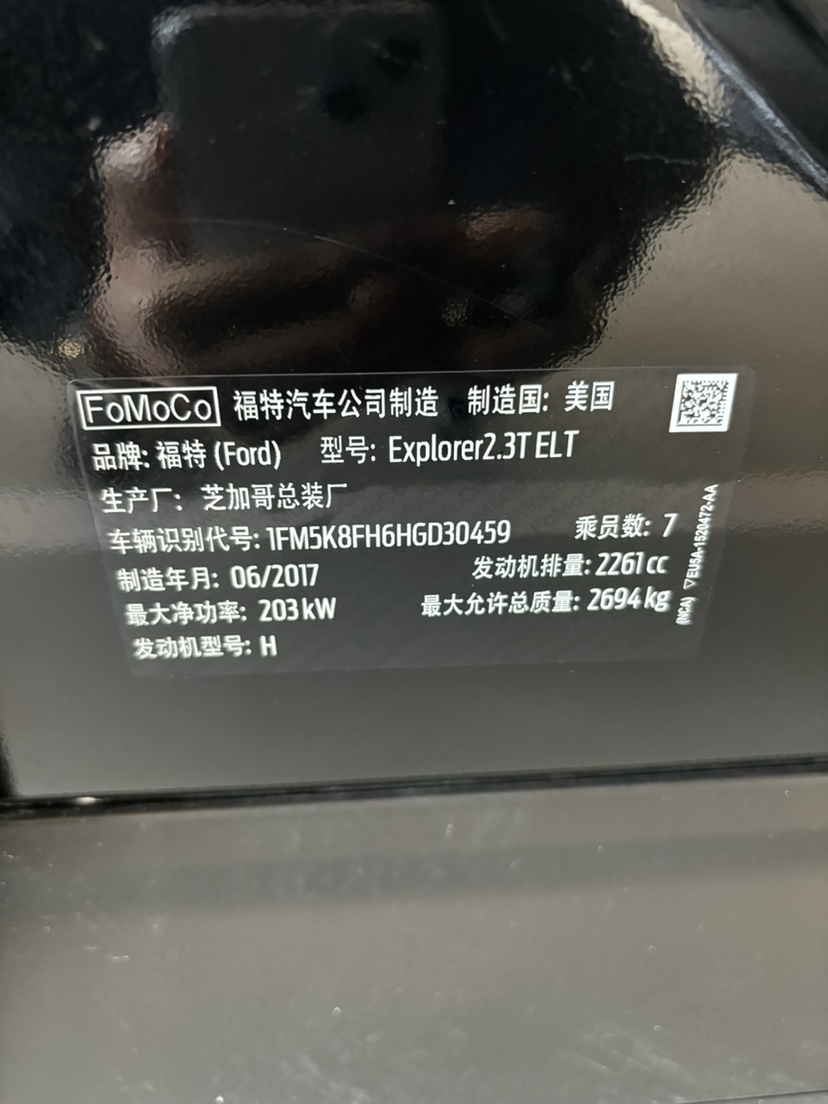 FoMoCo 福特汽车公司制造 制造国: 美国
品牌: 福特 (Ford) 型号: Explorer2.3T ELT
生产厂: 芝加哥总装厂
车辆识别代号: 1FM5K8FH6HGD30459 乘员数: 7
制造年月: 06/2017 发动机排量: 2261 cc
最大净功率: 203 kW 最大允许总质量: 2694 kg
发动机型号: H
(NGA) ▽EU5A-1520472-AA